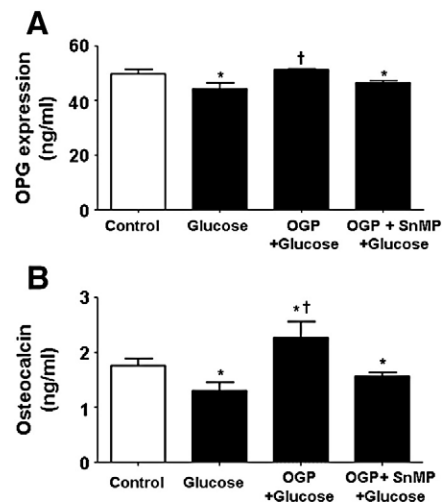 A
OPG expression
(ng/ml)
60
40
20
0
*
†
*
Control
Glucose
OGP
+Glucose
OGP + SnMP
+Glucose
B
Osteocalcin
(ng/ml)
3
2
1
0
*
*†
*
Control
Glucose
OGP
+Glucose
OGP+ SnMP
+Glucose